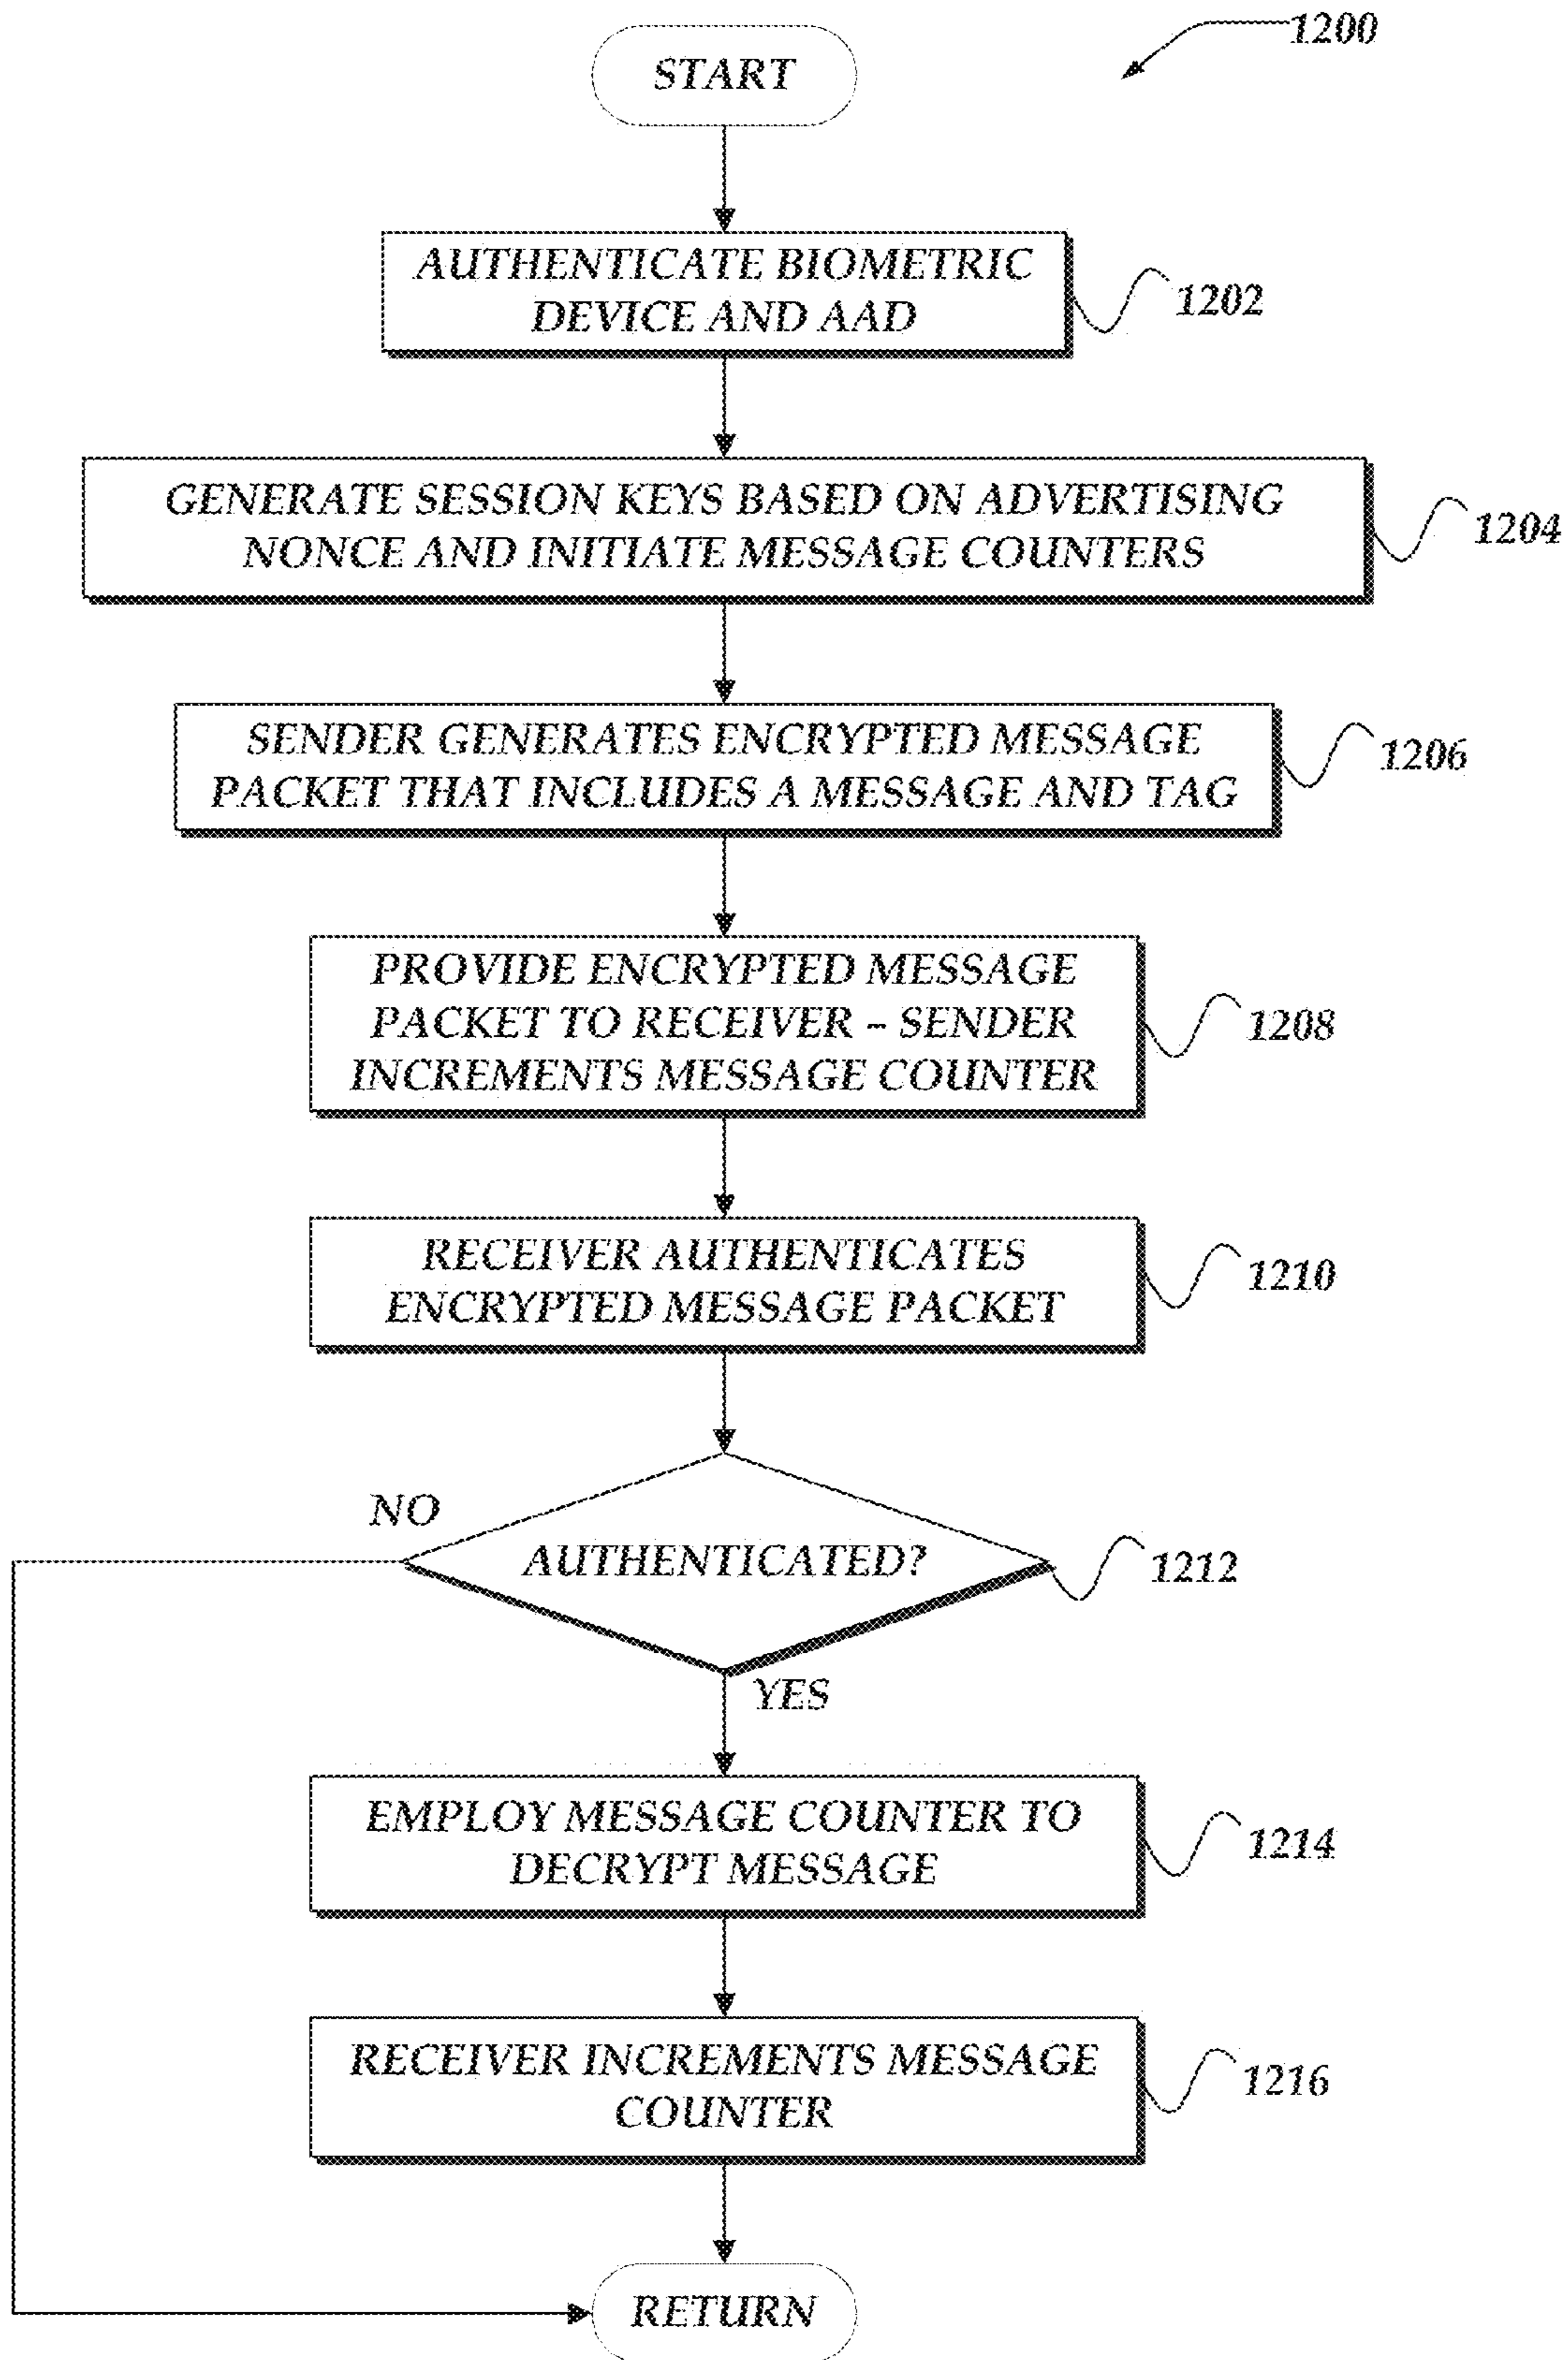 1200
START
AUTHENTICATE BIOMETRIC
DEVICE AND AAD
1202
GENERATE SESSION KEYS BASED ON ADVERTISING
NONCE AND INITIATE MESSAGE COUNTERS
1204
SENDER GENERATES ENCRYPTED MESSAGE
PACKET THAT INCLUDES A MESSAGE AND TAG
1206
PROVIDE ENCRYPTED MESSAGE
PACKET TO RECEIVER – SENDER
INCREMENTS MESSAGE COUNTER
1208
RECEIVER AUTHENTICATES
ENCRYPTED MESSAGE PACKET
1210
NO
AUTHENTICATED?
1212
YES
EMPLOY MESSAGE COUNTER TO
DECRYPT MESSAGE
1214
RECEIVER INCREMENTS MESSAGE
COUNTER
1216
RETURN